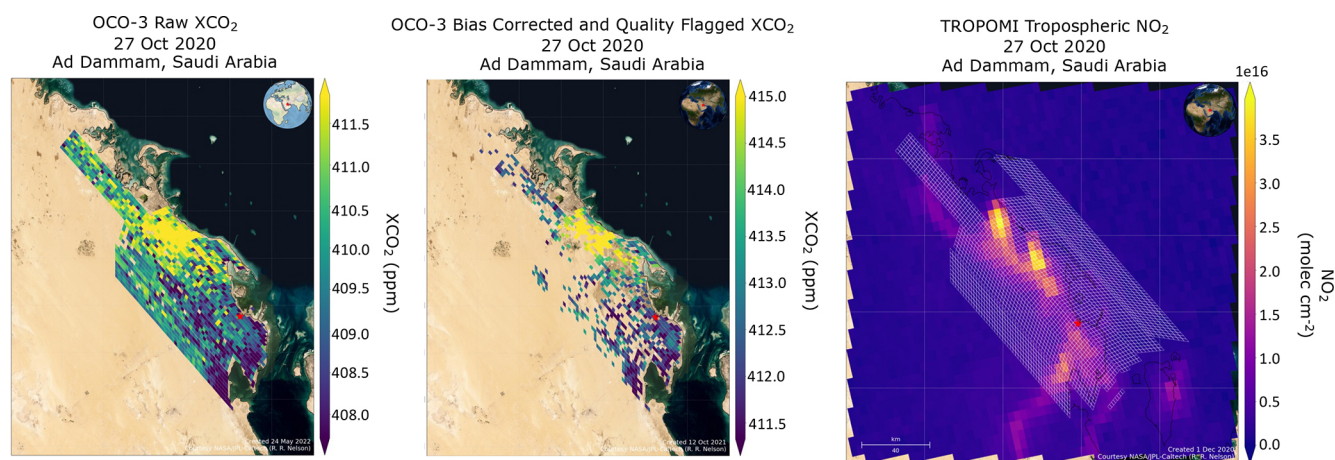 OCO-3 Raw XCO₂
27 Oct 2020
Ad Dammam, Saudi Arabia
411.5
411.0
410.5
410.0
409.5
409.0
408.5
408.0
XCO₂ (ppm)
Created 24 May 2022
Courtesy NASA/JPL-Caltech (R. R. Nelson)
OCO-3 Bias Corrected and Quality Flagged XCO₂
27 Oct 2020
Ad Dammam, Saudi Arabia
415.0
414.5
414.0
413.5
413.0
412.5
412.0
411.5
XCO₂ (ppm)
Created 12 Oct 2021
Courtesy NASA/JPL-Caltech (R. R. Nelson)
TROPOMI Tropospheric NO₂
27 Oct 2020
Ad Dammam, Saudi Arabia
1e16
3.5
3.0
2.5
2.0
1.5
1.0
0.5
0.0
NO₂
(molec cm⁻²)
km
40
Created 1 Dec 2020
Courtesy NASA/JPL-Caltech (R. R. Nelson)